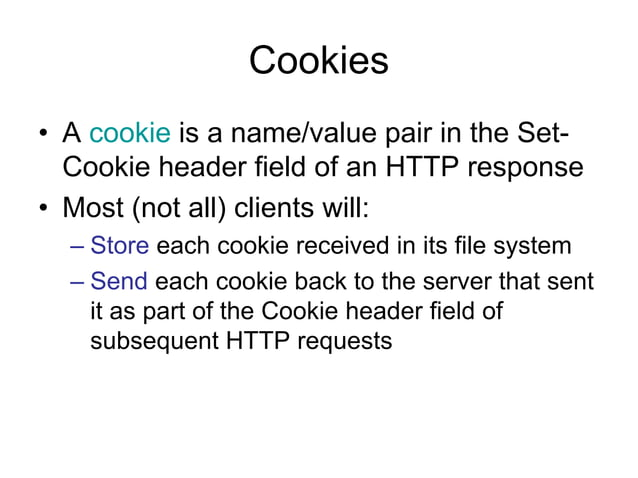 Cookies
• A cookie is a name/value pair in the Set-
Cookie header field of an HTTP response
• Most (not all) clients will:
– Store each cookie received in its file system
– Send each cookie back to the server that sent
it as part of the Cookie header field of
subsequent HTTP requests